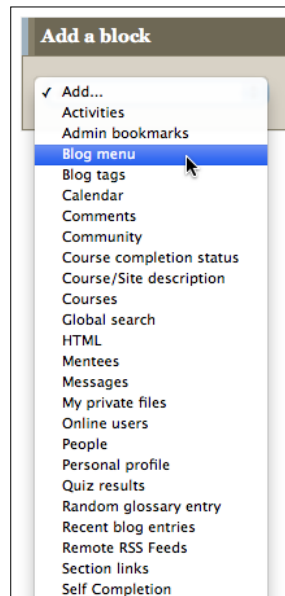 Add a block
✓ Add...
Activities
Admin bookmarks
Blog menu
Blog tags
Calendar
Comments
Community
Course completion status
Course/Site description
Courses
Global search
HTML
Mentees
Messages
My private files
Online users
People
Personal profile
Quiz results
Random glossary entry
Recent blog entries
Remote RSS Feeds
Section links
Self Completion